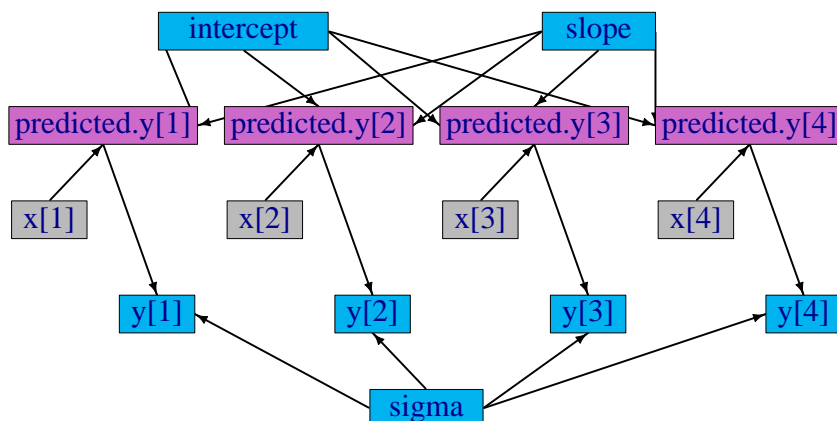 intercept slope
predicted.y[1] predicted.y[2] predicted.y[3] predicted.y[4]
x[1] x[2] x[3] x[4]
y[1] y[2] y[3] y[4]
sigma